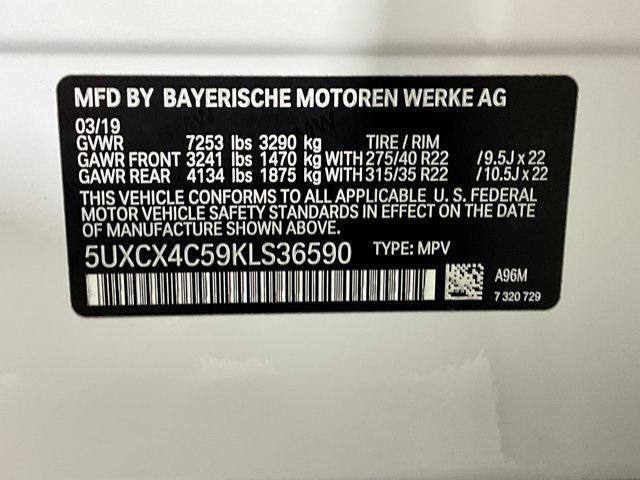 MFD BY BAYERISCHE MOTOREN WERKE AG
03/19
GVWR 7253 lbs 3290 kg TIRE / RIM
GAWR FRONT 3241 lbs 1470 kg WITH 275/40 R22 /9.5J x 22
GAWR REAR 4134 lbs 1875 kg WITH 315/35 R22 /10.5J x 22
THIS VEHICLE CONFORMS TO ALL APPLICABLE U. S. FEDERAL
MOTOR VEHICLE SAFETY STANDARDS IN EFFECT ON THE DATE
OF MANUFACTURE SHOWN ABOVE.
5UXCX4C59KLS36590 TYPE: MPV
A96M
7 320 729